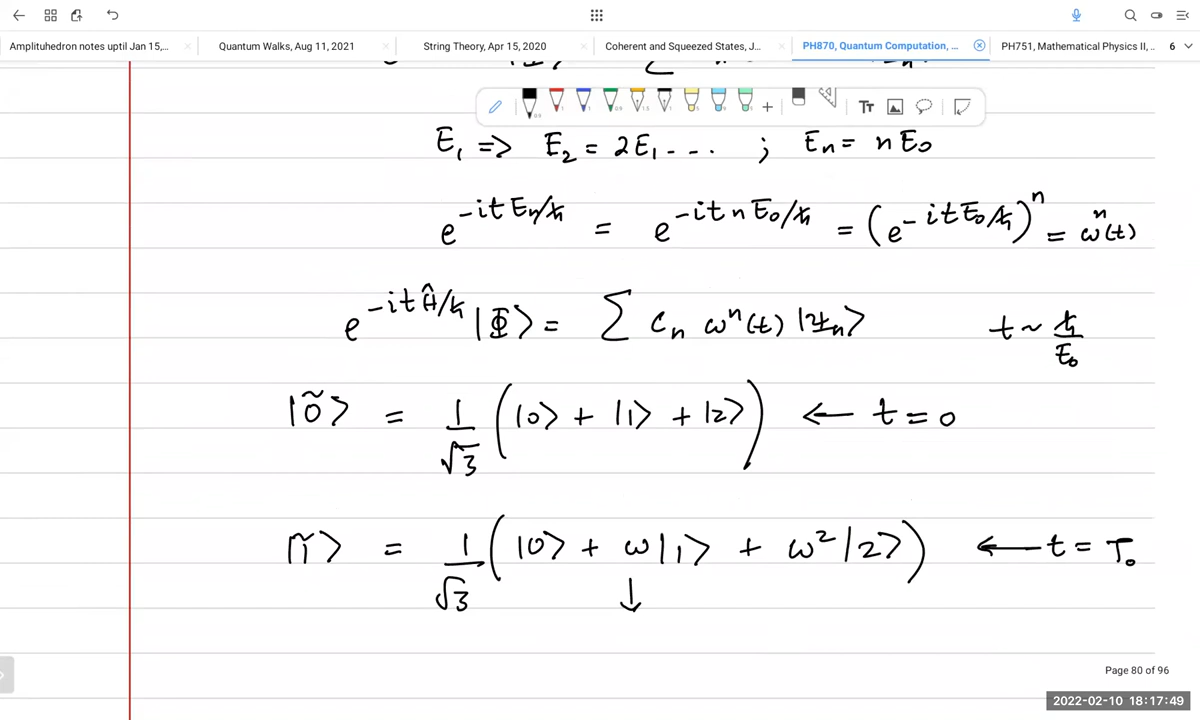 Amplituhedron notes uptil Jan 15,...
Quantum Walks, Aug 11, 2021
String Theory, Apr 15, 2020
Coherent and Squeezed States, J...
PH870, Quantum Computation, ...
PH751, Mathematical Physics II, ..
6
E₁ => E₂ = 2E₁ --- ; Eₙ = nE₀
e^{-itEₙ/ħ} = e^{-itnE₀/ħ} = (e^{-itE₀/ħ})ⁿ = ωⁿ(t)
e^{-itĤ/ħ} |Φ> = Σ cₙ ωⁿ(t) |ψₙ> t ~ ħ/E₀
|0̃> = 1/√3 (|0> + |1> + |2>) ← t = 0
|1̃> = 1/√3 (|0> + ω|1> + ω²|2>) ← t = T₀
↓
Page 80 of 96
2022-02-10 18:17:49